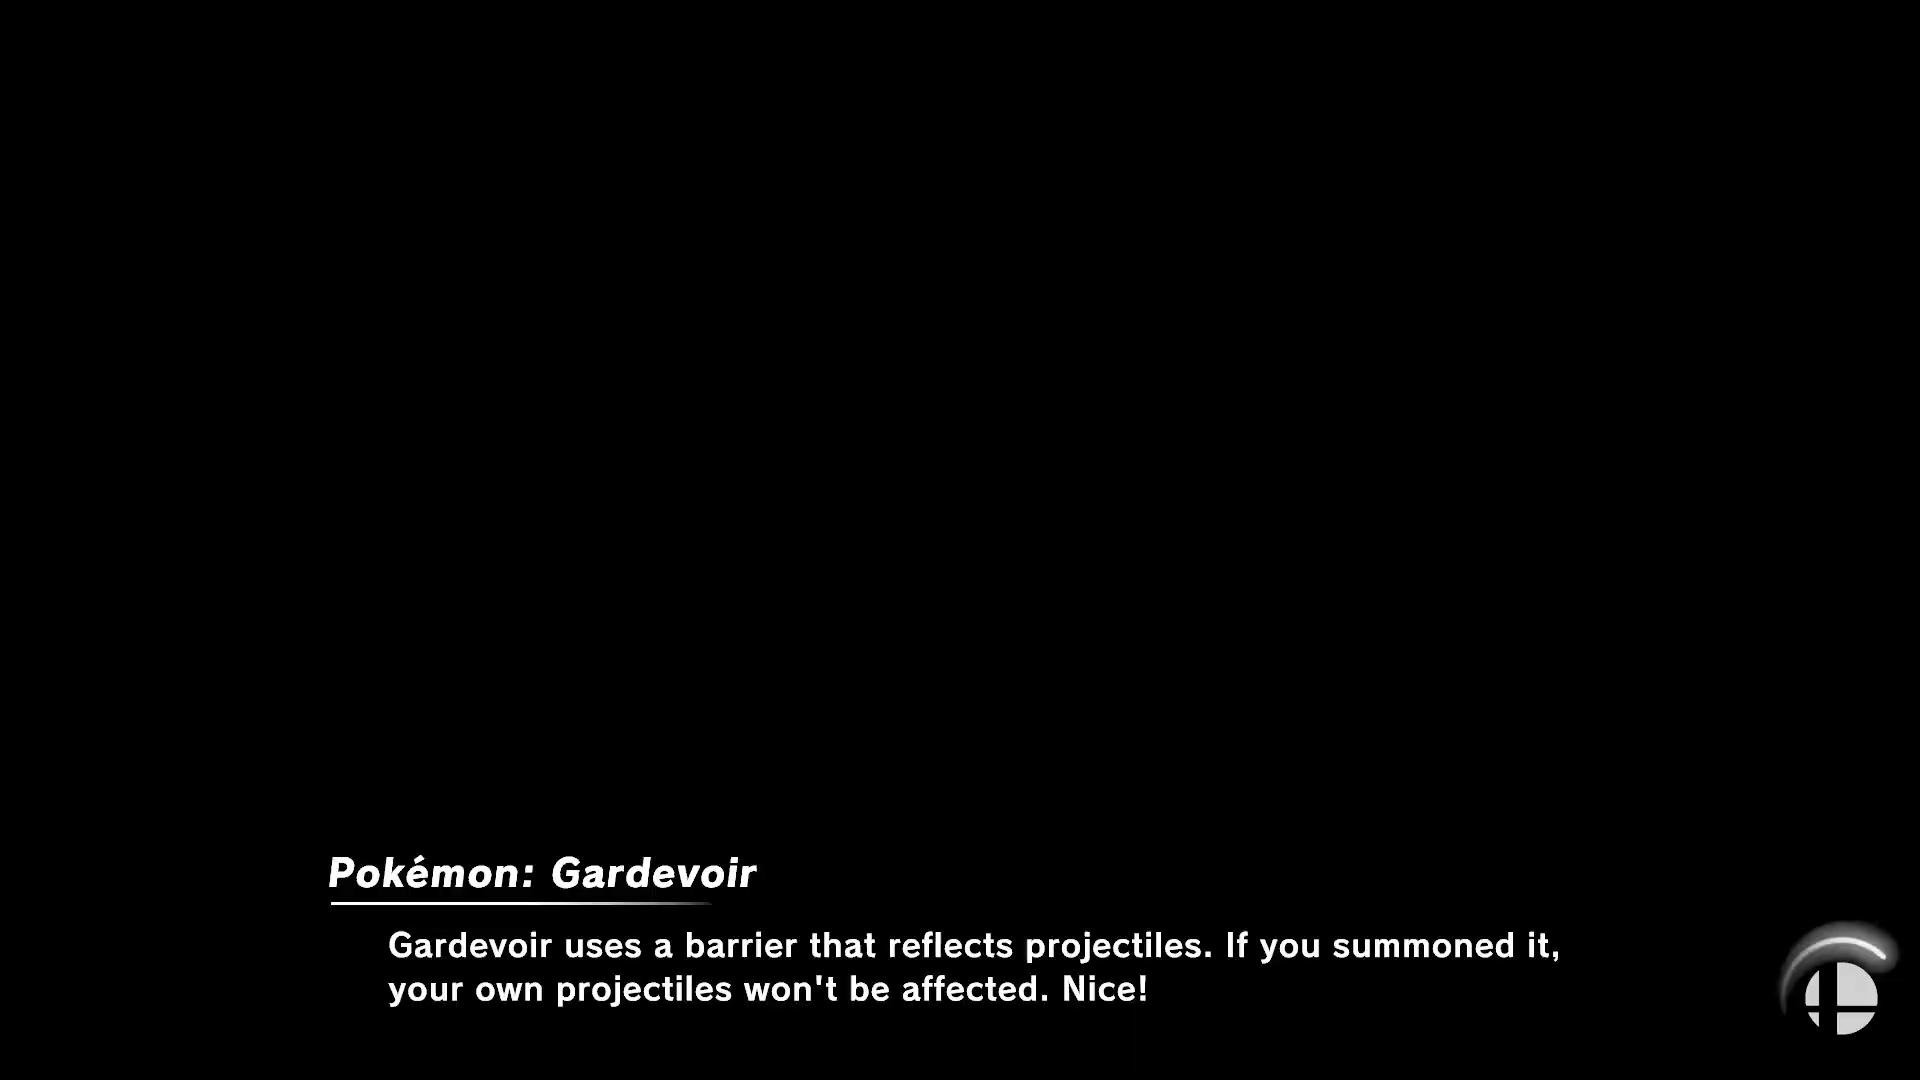 Pokémon: Gardevoir
Gardevoir uses a barrier that reflects projectiles. If you summoned it,
your own projectiles won't be affected. Nice!